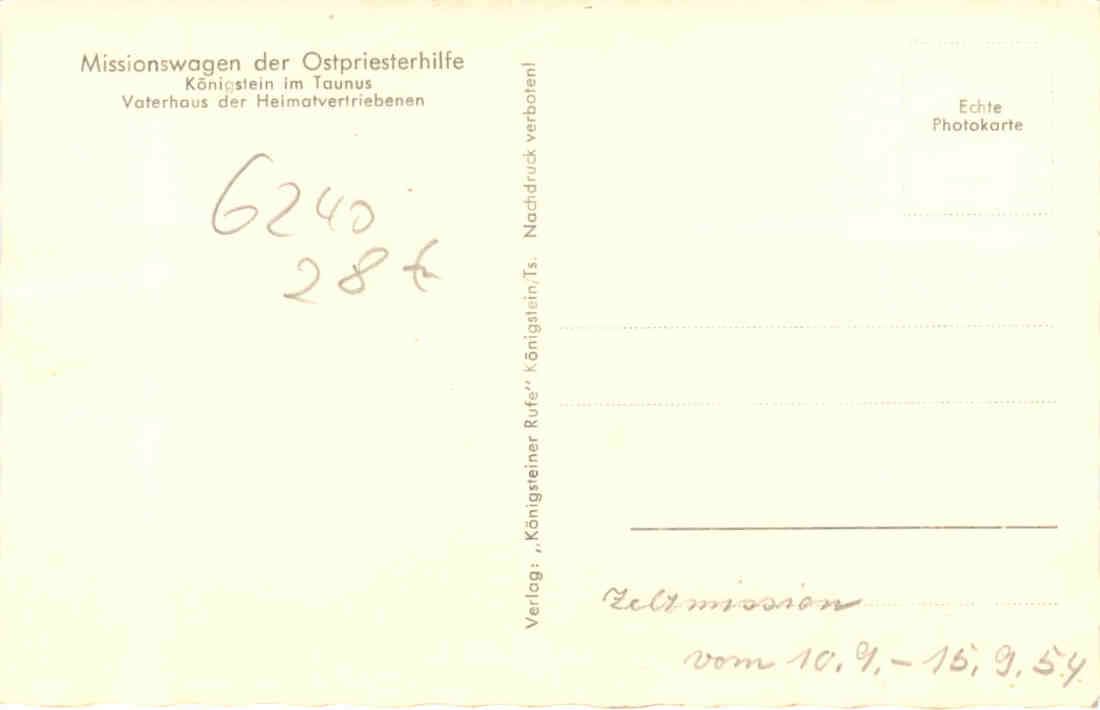 Missionswagen der Ostpriesterhilfe
Königstein im Taunus
Vaterhaus der Heimatvertriebenen
6240
28
Verlag: „Königsteiner Rufe" Königstein/Ts. Nachdruck verboten!
Echte
Photokarte
Zeltmission
vom 10.9.-15.9.54